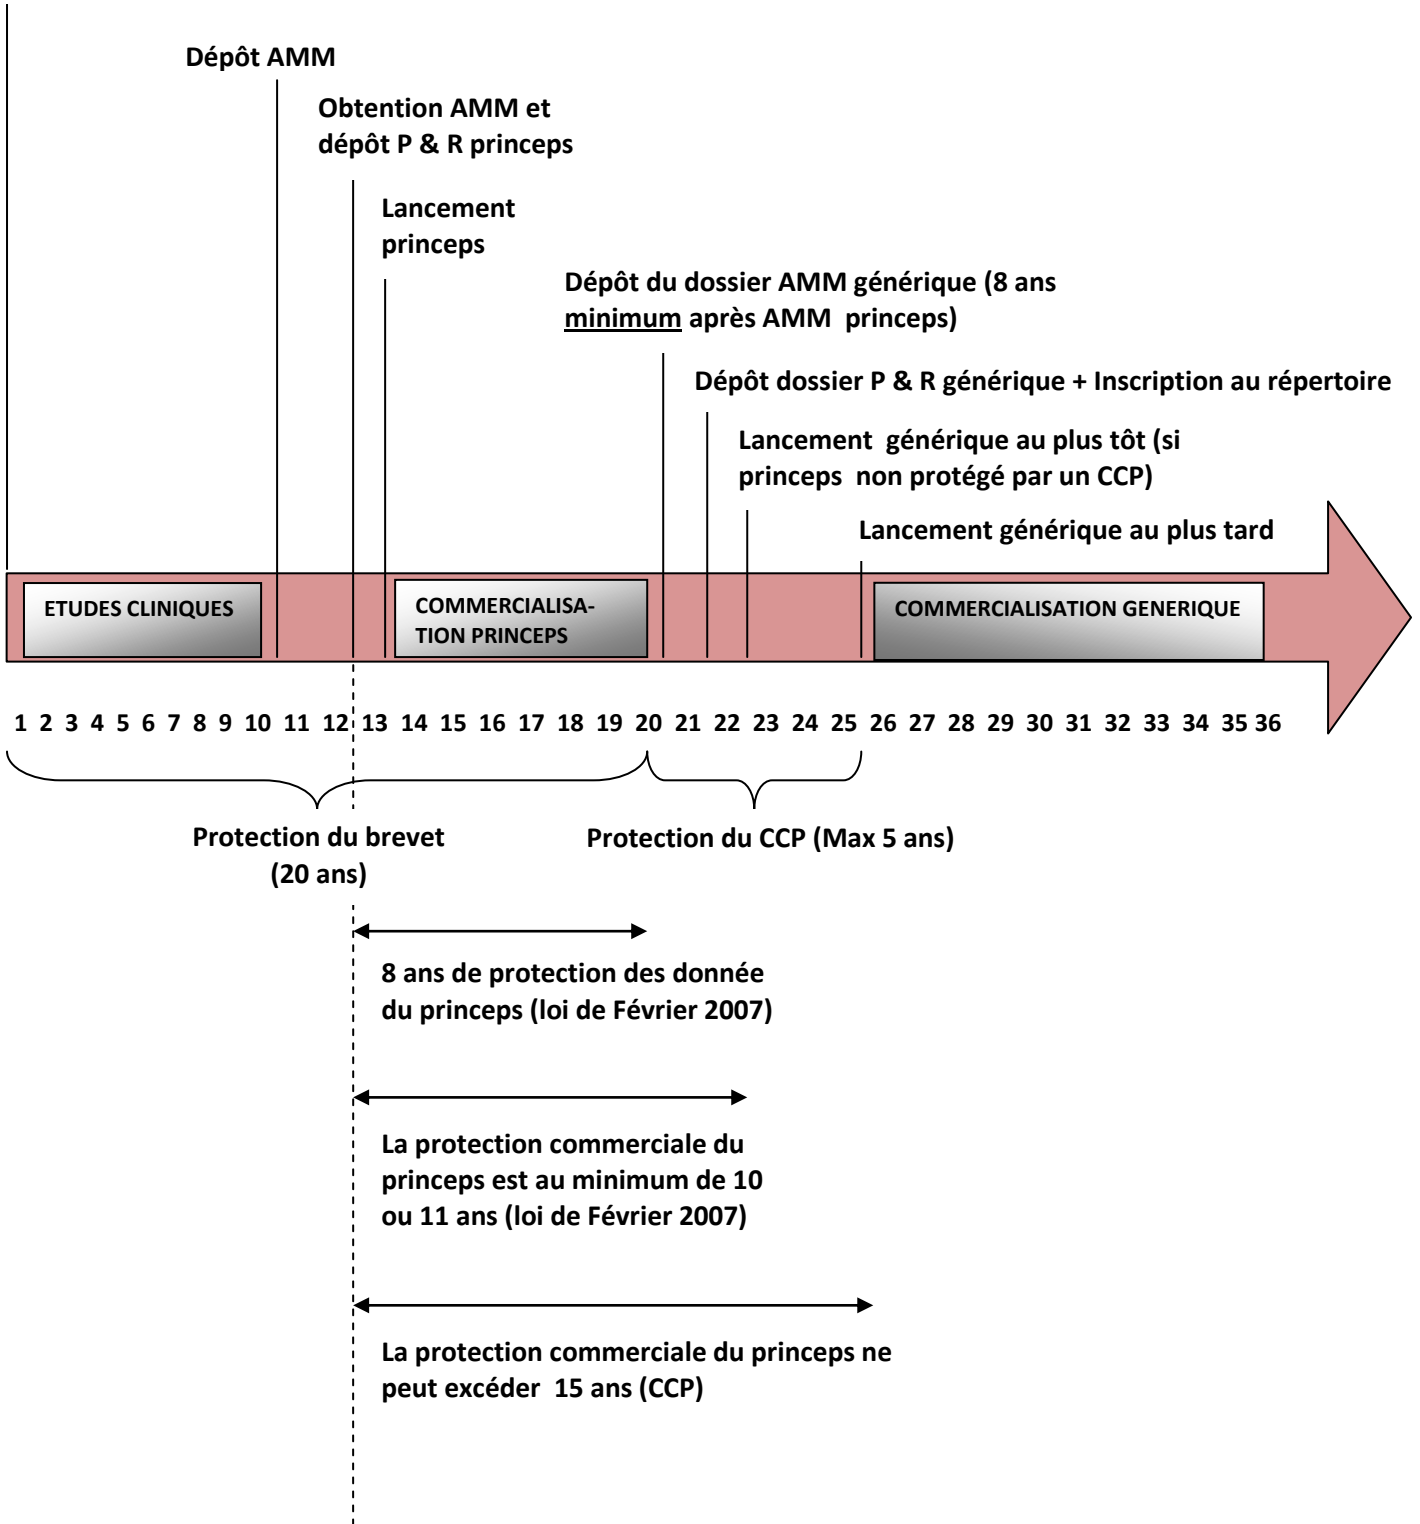 Dépôt AMM
Obtention AMM et
dépôt P & R princeps
Lancement
princeps
Dépôt du dossier AMM générique (8 ans
minimum après AMM princeps)
Dépôt dossier P & R générique + Inscription au répertoire
Lancement générique au plus tôt (si
princeps non protégé par un CCP)
Lancement générique au plus tard
ETUDES CLINIQUES
COMMERCIALISA-
TION PRINCEPS
COMMERCIALISATION GENERIQUE
1 2 3 4 5 6 7 8 9 10 11 12 13 14 15 16 17 18 19 20 21 22 23 24 25 26 27 28 29 30 31 32 33 34 35 36
Protection du brevet
(20 ans)
Protection du CCP (Max 5 ans)
8 ans de protection des donnée
du princeps (loi de Février 2007)
La protection commerciale du
princeps est au minimum de 10
ou 11 ans (loi de Février 2007)
La protection commerciale du princeps ne
peut excéder 15 ans (CCP)